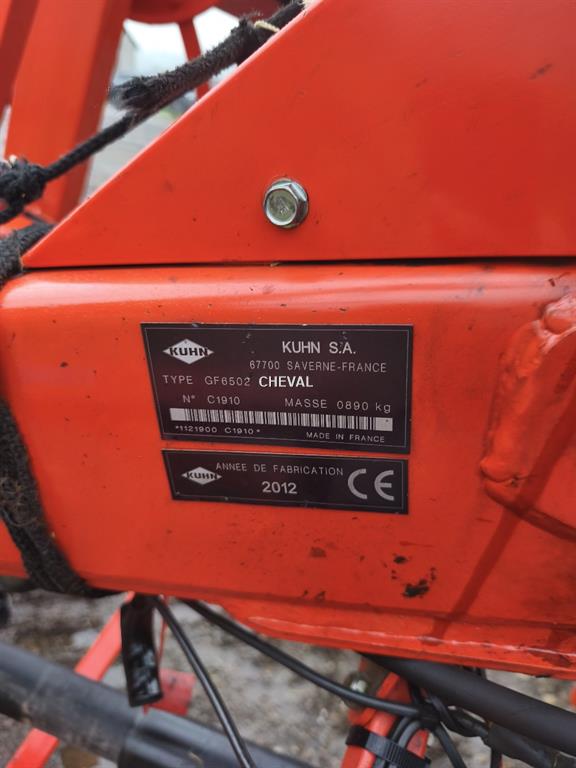 KUHN KUHN S.A.
67700 SAVERNE-FRANCE
TYPE GF6502 CHEVAL
N° C1910 MASSE 0890 kg
*1121900 C1910*
MADE IN FRANCE
KUHN ANNÉE DE FABRICATION
2012 CE